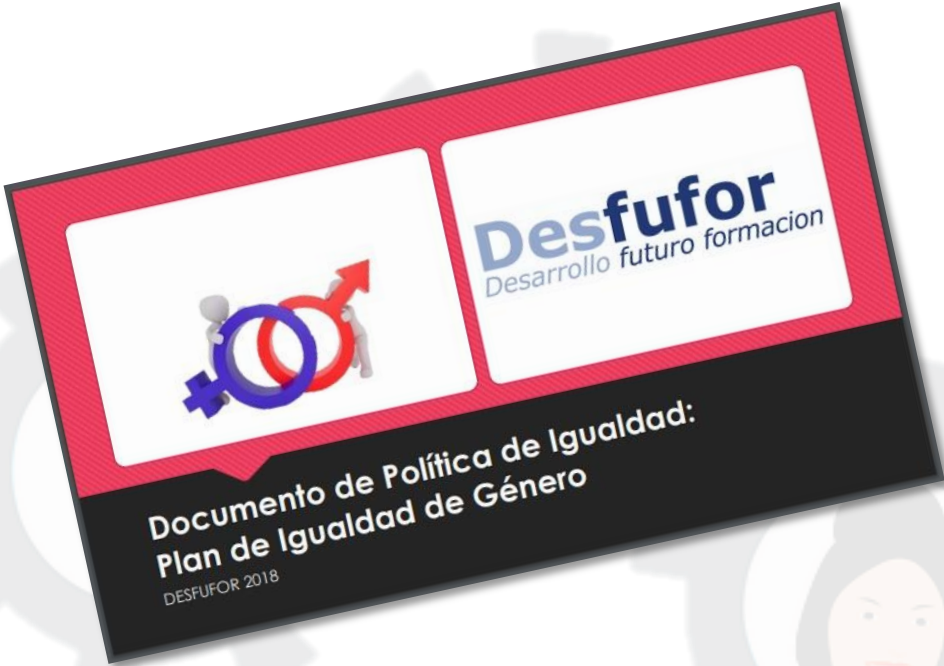 Desfufor
Desarrollo futuro formacion
Documento de Política de Igualdad:
Plan de Igualdad de Género
DESFUFOR 2018